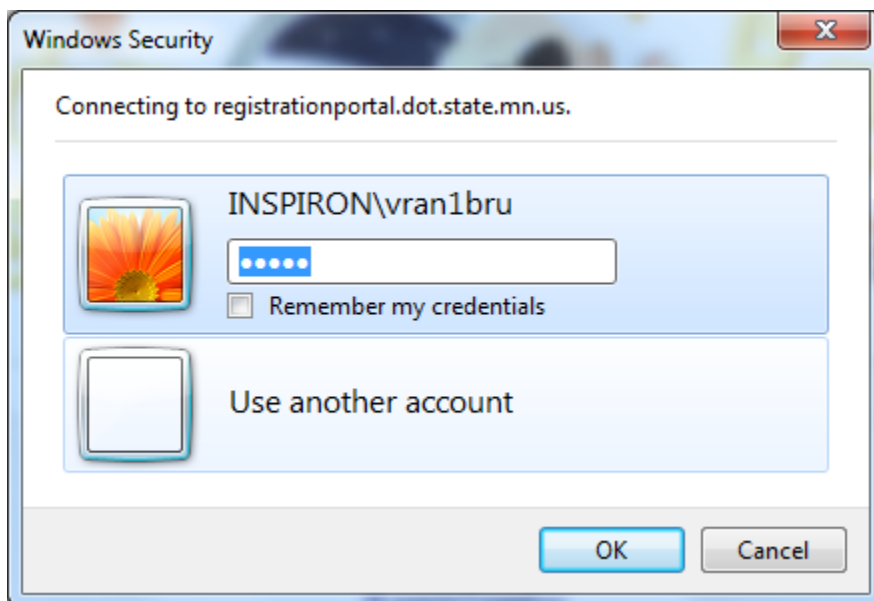 Windows Security
Connecting to registrationportal.dot.state.mn.us.
INSPIRON\vran1bru
•••••
Remember my credentials
Use another account
OK
Cancel